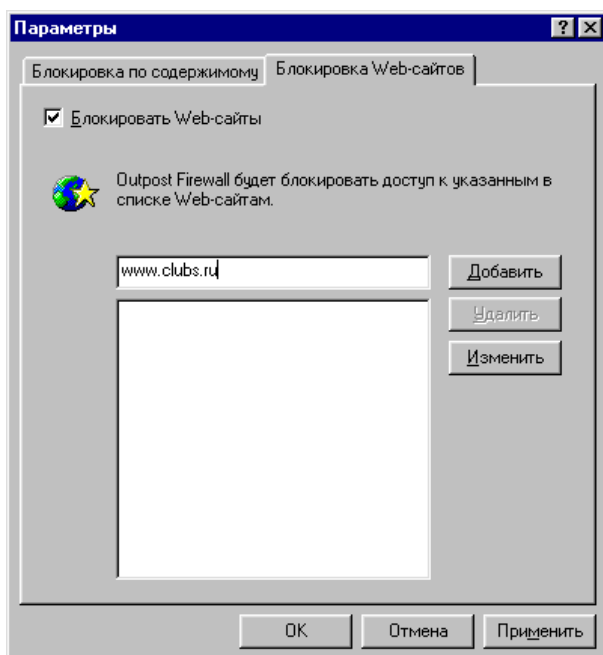 Параметры
Блокировка по содержимому
Блокировка Web-сайтов
Блокировать Web-сайты
Outpost Firewall будет блокировать доступ к указанным в
списке Web-сайтам.
www.clubs.ru
Добавить
Удалить
Изменить
OK
Отмена
Применить